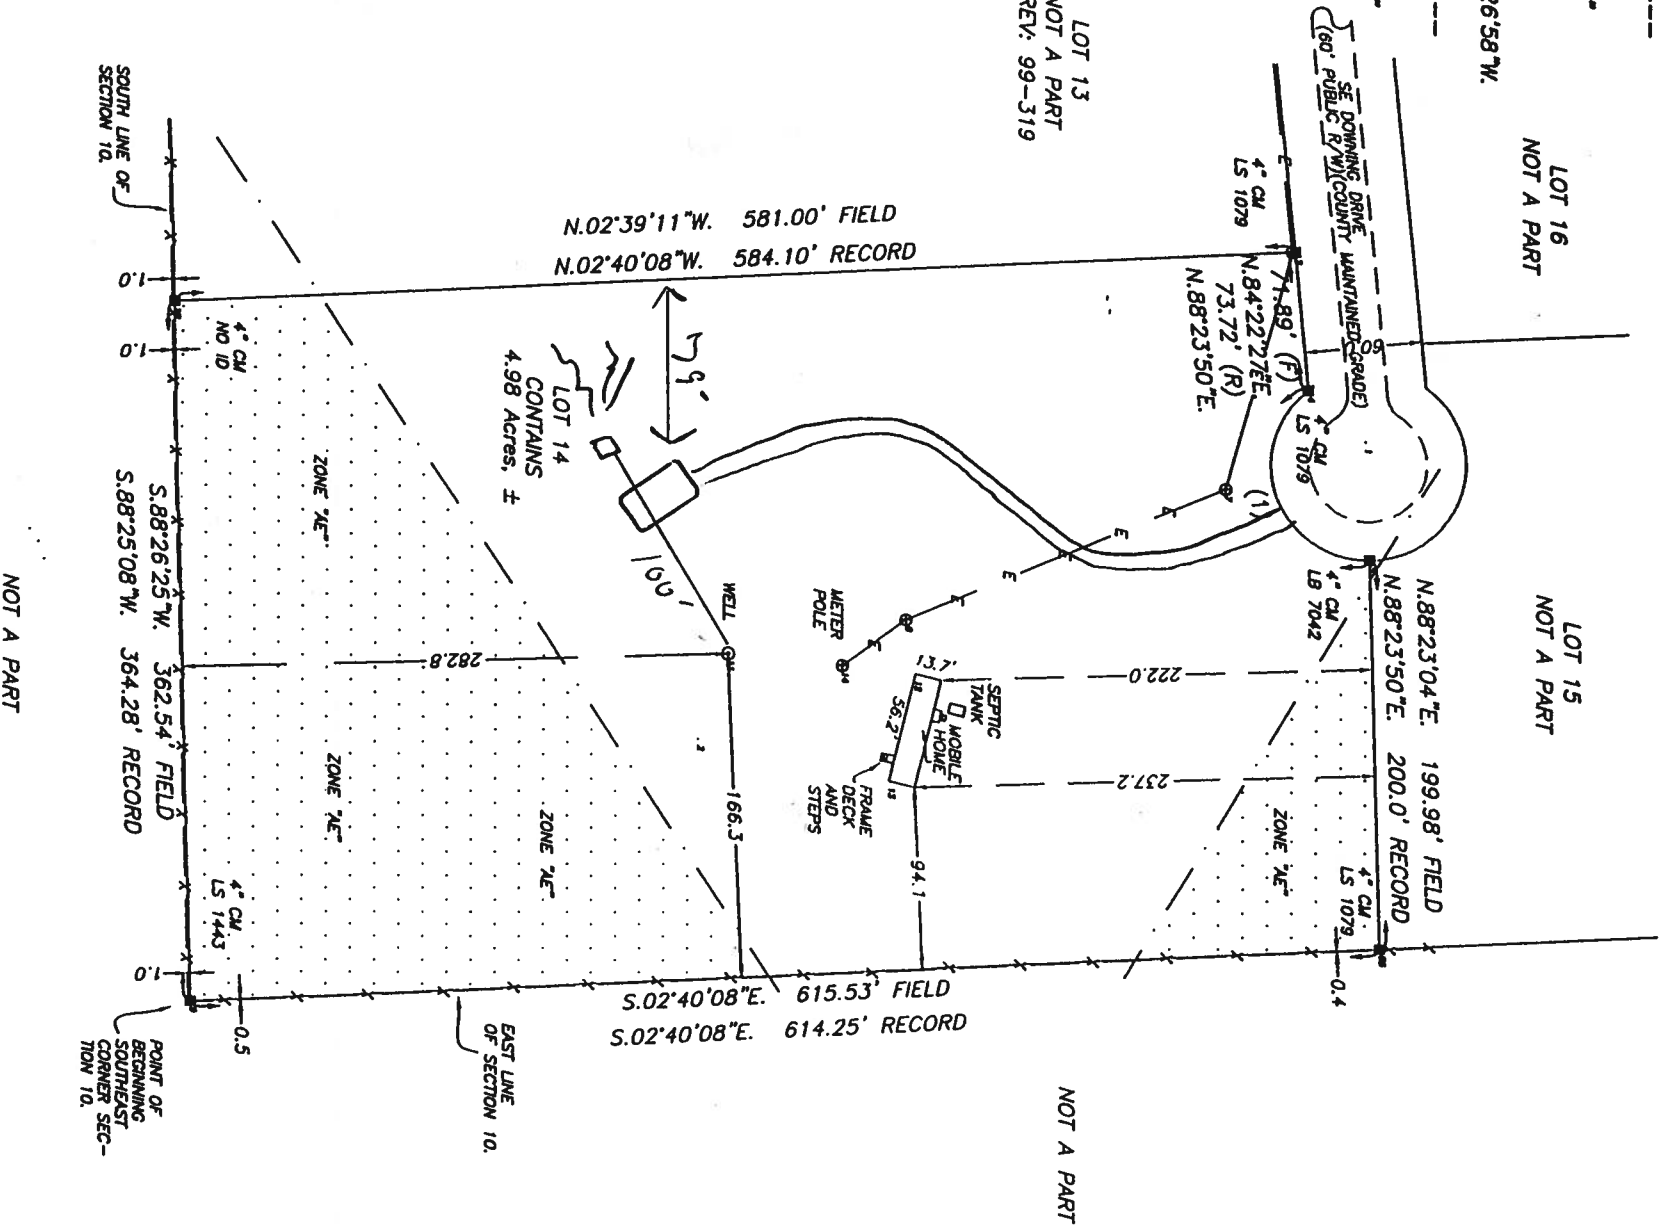 26'58"W.
LOT 16
NOT A PART
LOT 15
NOT A PART
SE DOWNING DRIVE
(60' PUBLIC R/W)(COUNTY MAINTAINED GRADE)
60.0
LOT 13
NOT A PART
REV: 99-319
4" CM
LS 1079
71.89' (F)
N.84°22'27"E.
73.72' (R)
N.88°23'50"E.
4" CM
LS 1079
(1)
4" CM
LB 7042
N.88°23'04"E. 199.98' FIELD
N.88°23'50"E. 200.0' RECORD
4" CM
LS 1079
0.4
ZONE "AE"
222.0
237.2
E
E
E
E
E
E
METER
POLE
SEPTIC
TANK
MOBILE
HOME
13.7'
56.2'
FRAME
DECK
AND
STEPS
94.1
WELL
166.3
282.8
100'
79'
N.02°39'11"W. 581.00' FIELD
N.02°40'08"W. 584.10' RECORD
LOT 14
CONTAINS
4.98 Acres, ±
SOUTH LINE OF
SECTION 10.
1.0
1.0
4" CM
NO ID
ZONE "AE"
ZONE "AE"
ZONE "AE"
S.88°26'25"W. 362.54' FIELD
S.88°25'08"W. 364.28' RECORD
4" CM
LS 1443
1.0
0.5
S.02°40'08"E. 615.53' FIELD
S.02°40'08"E. 614.25' RECORD
EAST LINE
OF SECTION 10.
POINT OF
BEGINNING
SOUTHEAST
CORNER SEC-
TION 10.
NOT A PART
NOT A PART